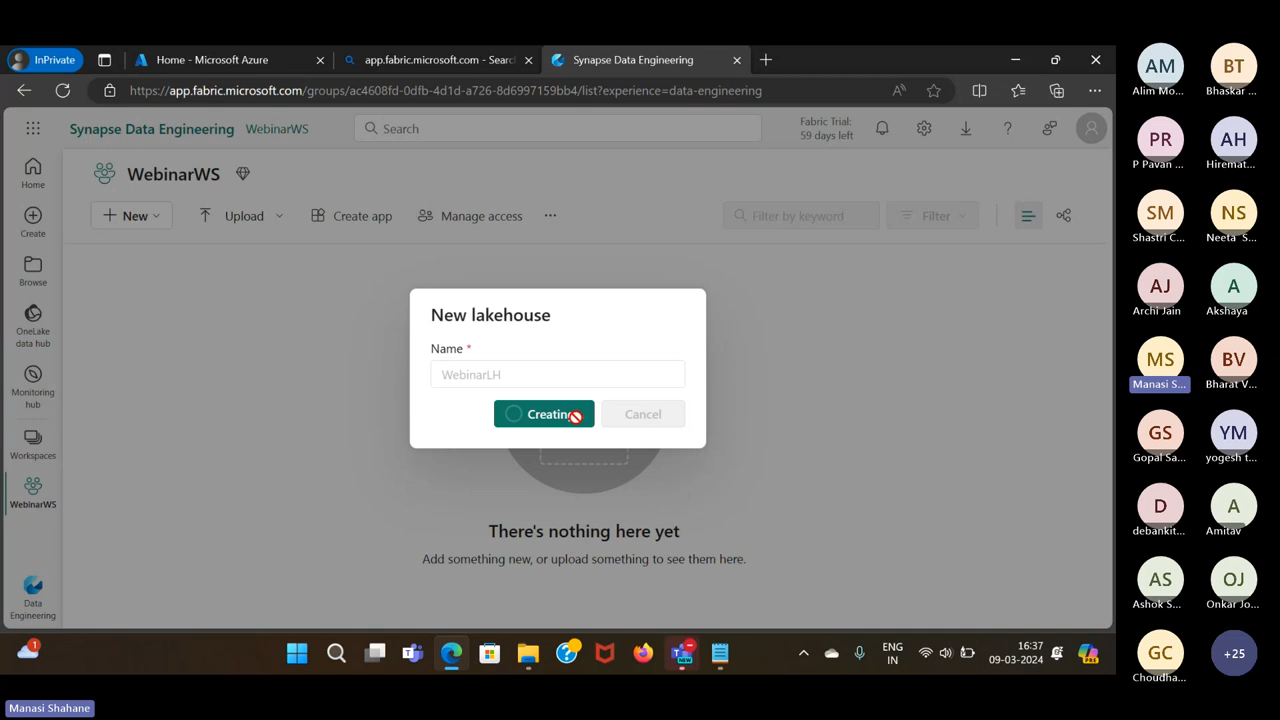 InPrivate
Home - Microsoft Azure
app.fabric.microsoft.com - Searc
Synapse Data Engineering
https://app.fabric.microsoft.com/groups/ac4608fd-0dfb-4d1d-a726-8d6997159bb4/list?experience=data-engineering
Synapse Data Engineering WebinarWS
Search
Fabric Trial:
59 days left
Home
Create
Browse
OneLake
data hub
Monitoring
hub
Workspaces
WebinarWS
Data
Engineering
WebinarWS
New
Upload
Create app
Manage access
Filter by keyword
Filter
New lakehouse
Name *
WebinarLH
Creatin
Cancel
There's nothing here yet
Add something new, or upload something to see them here.
1
NEW
ENG
IN
16:37
09-03-2024
PRE
Manasi Shahane
AM
Alim Mo...
BT
Bhaskar ...
PR
P Pavan ...
AH
Hiremat...
SM
Shastri C...
NS
Neeta S...
AJ
Archi Jain
A
Akshaya
MS
Manasi S...
BV
Bharat V...
GS
Gopal Sa...
YM
yogesh t...
D
debankit...
A
Amitav
AS
Ashok S...
OJ
Onkar Jo...
GC
Choudha...
+25